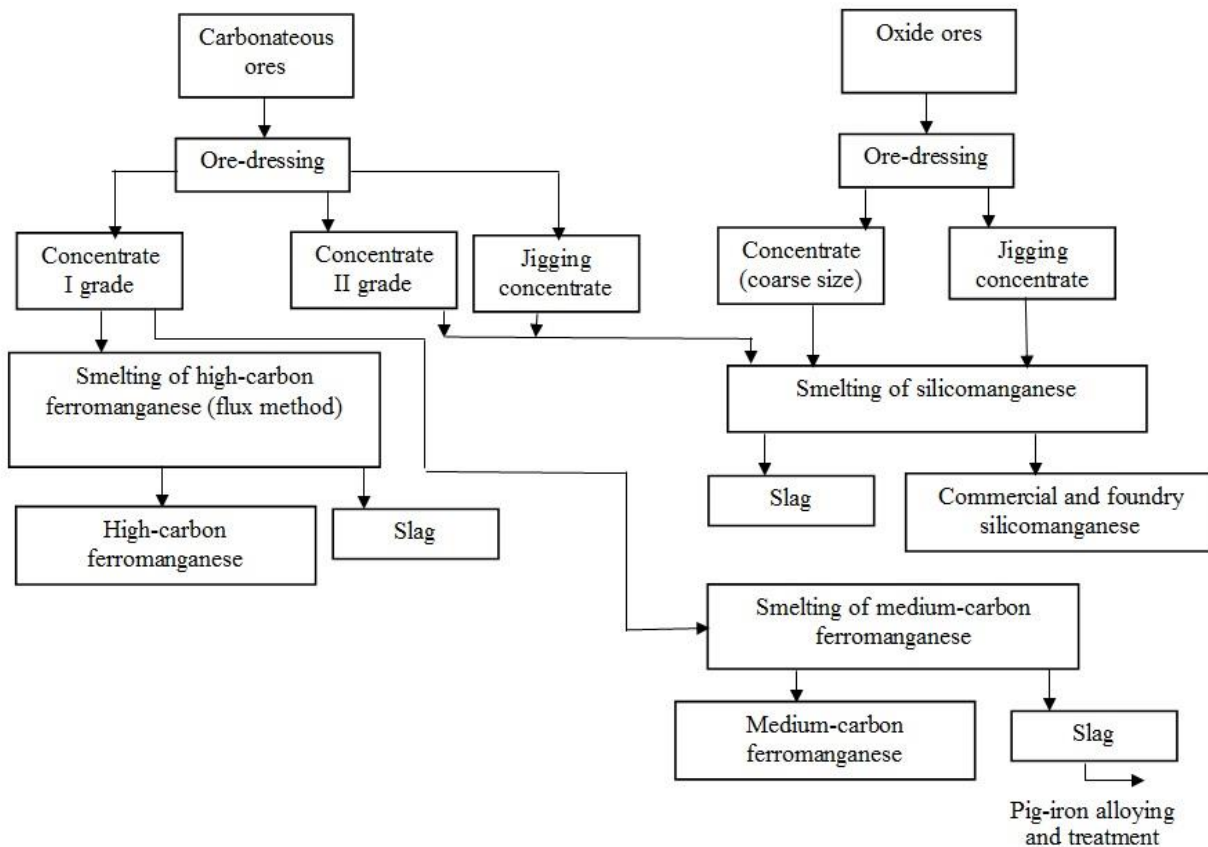 Carbonateous
ores
Oxide ores
Ore-dressing
Ore-dressing
Concentrate
I grade
Concentrate
II grade
Jigging
concentrate
Concentrate
(coarse size)
Jigging
concentrate
Smelting of high-carbon
ferromanganese (flux method)
Smelting of silicomanganese
High-carbon
ferromanganese
Slag
Slag
Commercial and foundry
silicomanganese
Smelting of medium-carbon
ferromanganese
Medium-carbon
ferromanganese
Slag
Pig-iron alloying
and treatment